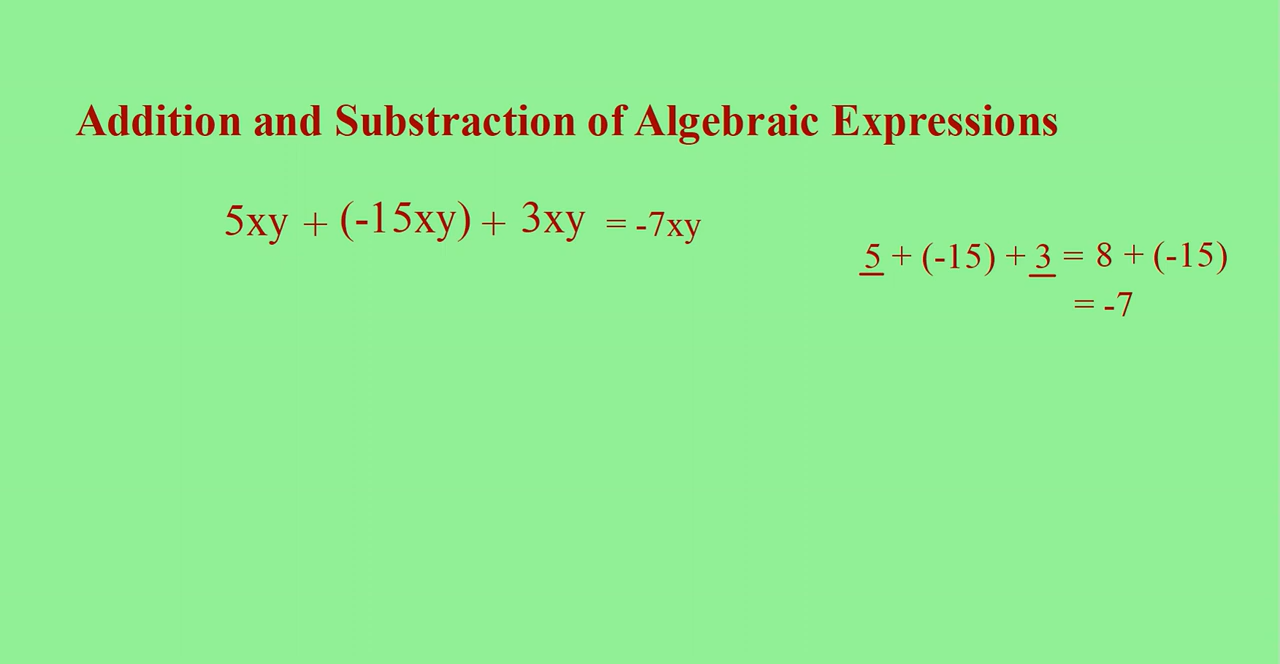 Addition and Substraction of Algebraic Expressions
5xy + (-15xy) + 3xy = -7xy
5 + (-15) + 3 = 8 + (-15)
= -7